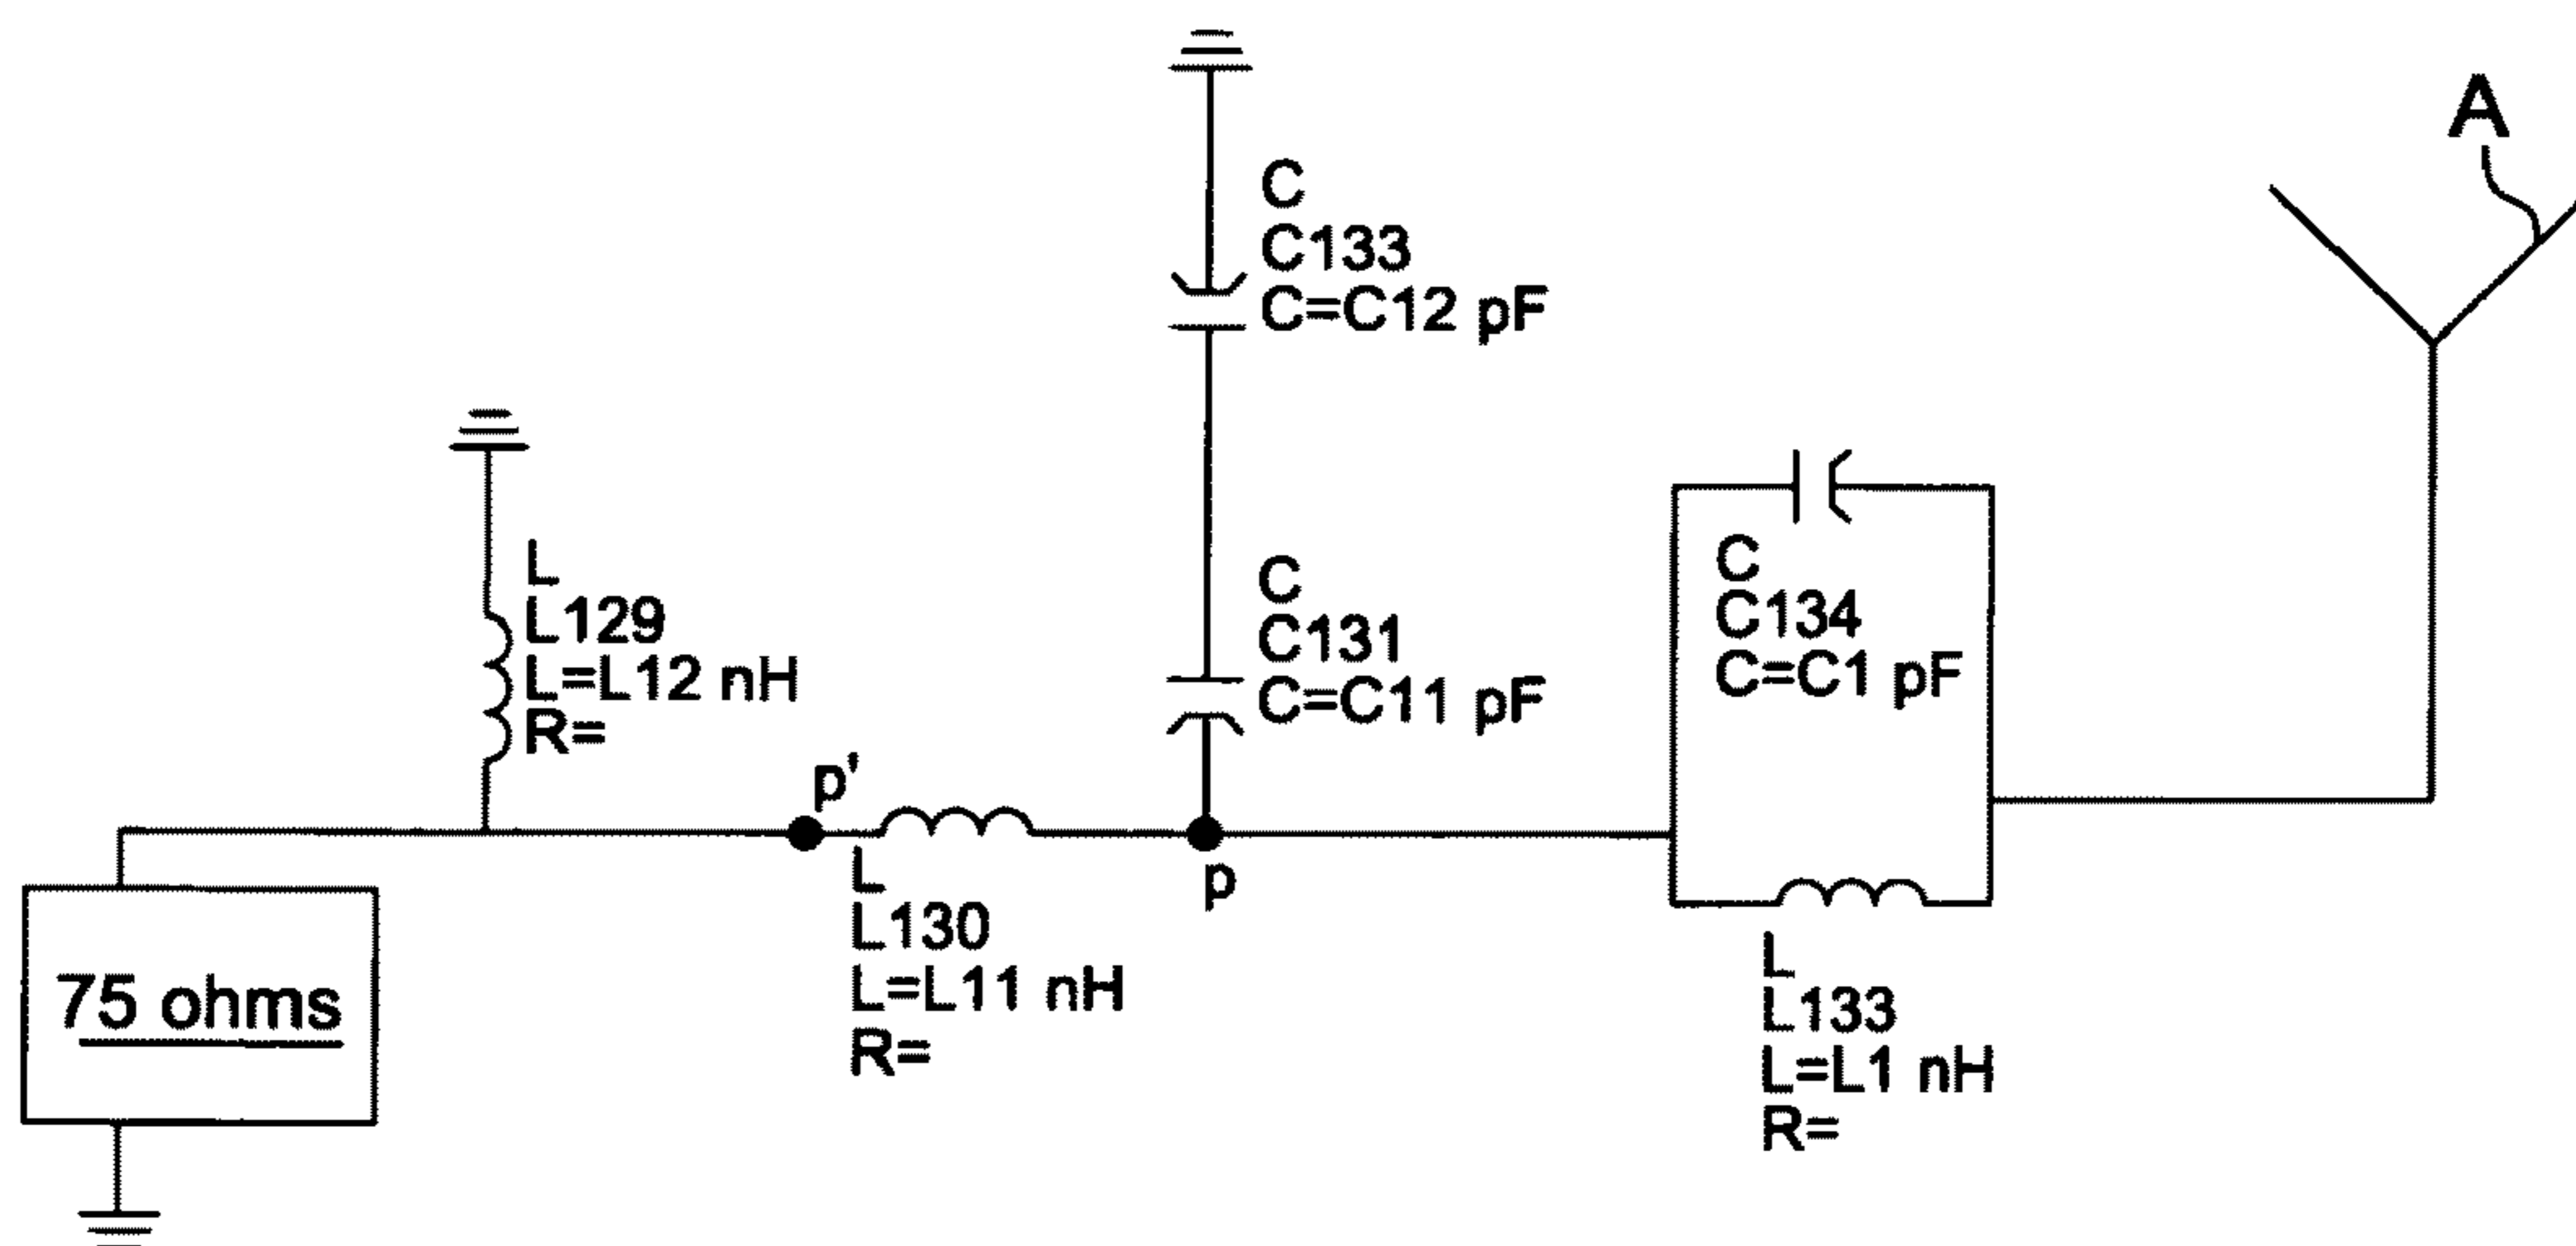 A
C
C133
C=C12 pF
L
L129
L=L12 nH
R=
C
C131
C=C11 pF
C
C134
C=C1 pF
p'
p
L
L130
L=L11 nH
R=
75 ohms
L
L133
L=L1 nH
R=